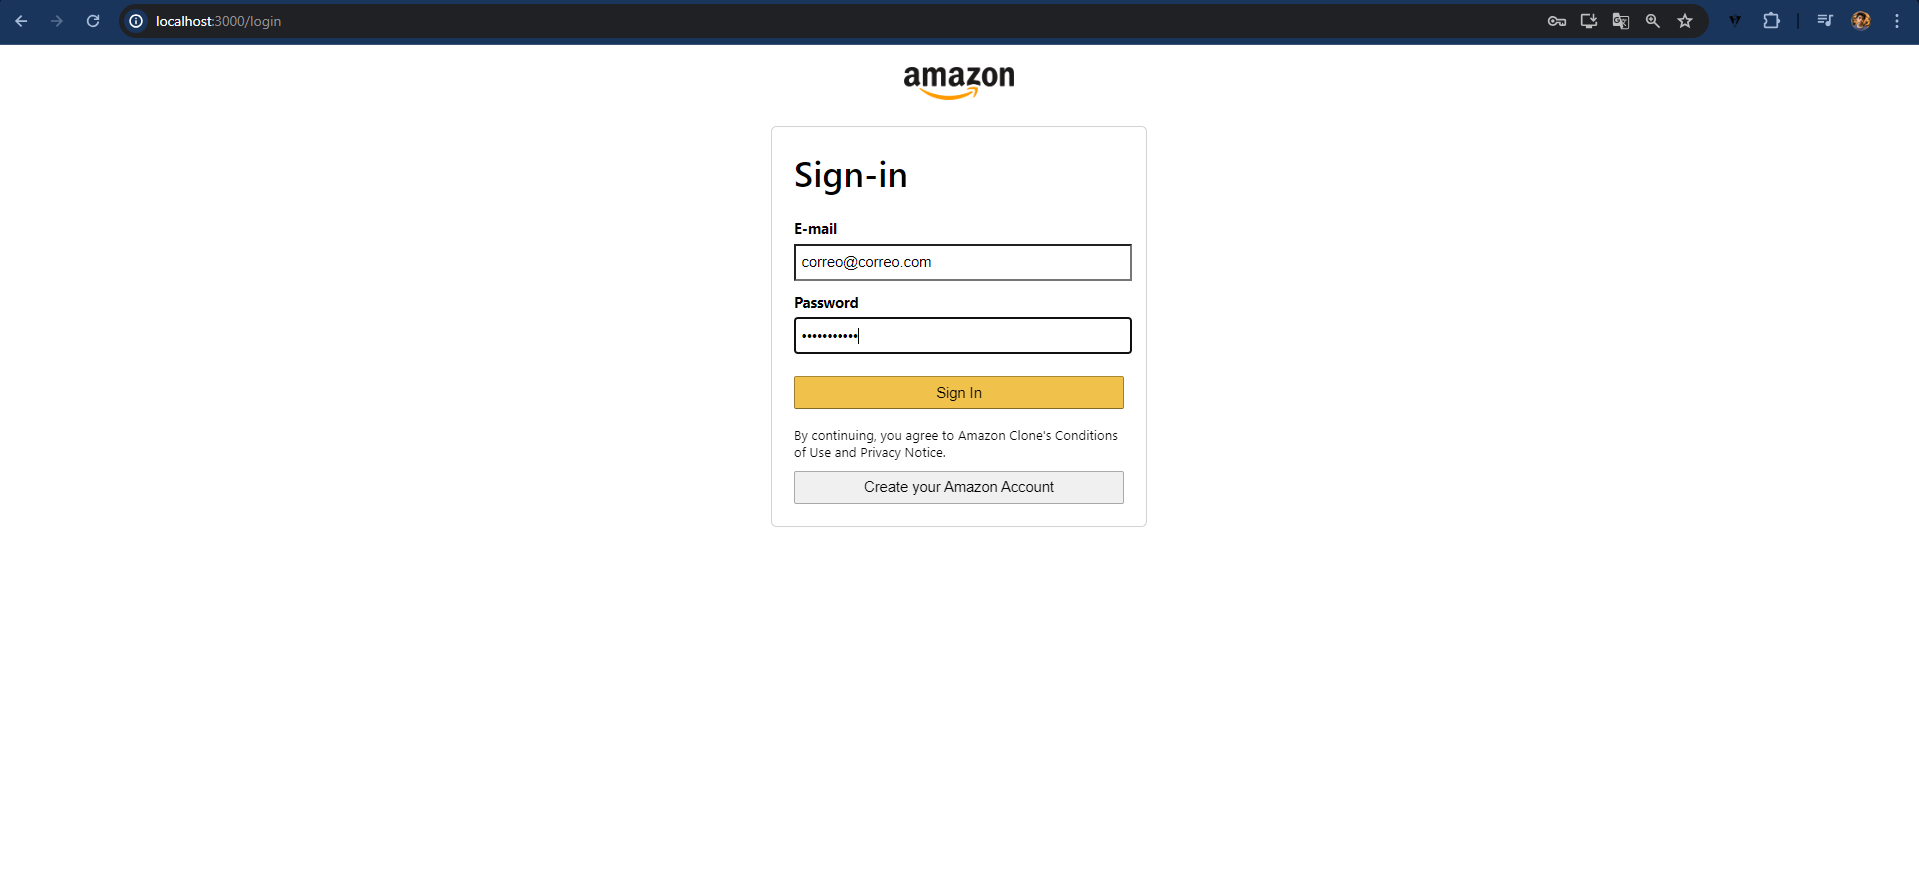 localhost:3000/login
amazon
Sign-in
E-mail
correo@correo.com
Password
•••••••••••
Sign In
By continuing, you agree to Amazon Clone's Conditions
of Use and Privacy Notice.
Create your Amazon Account